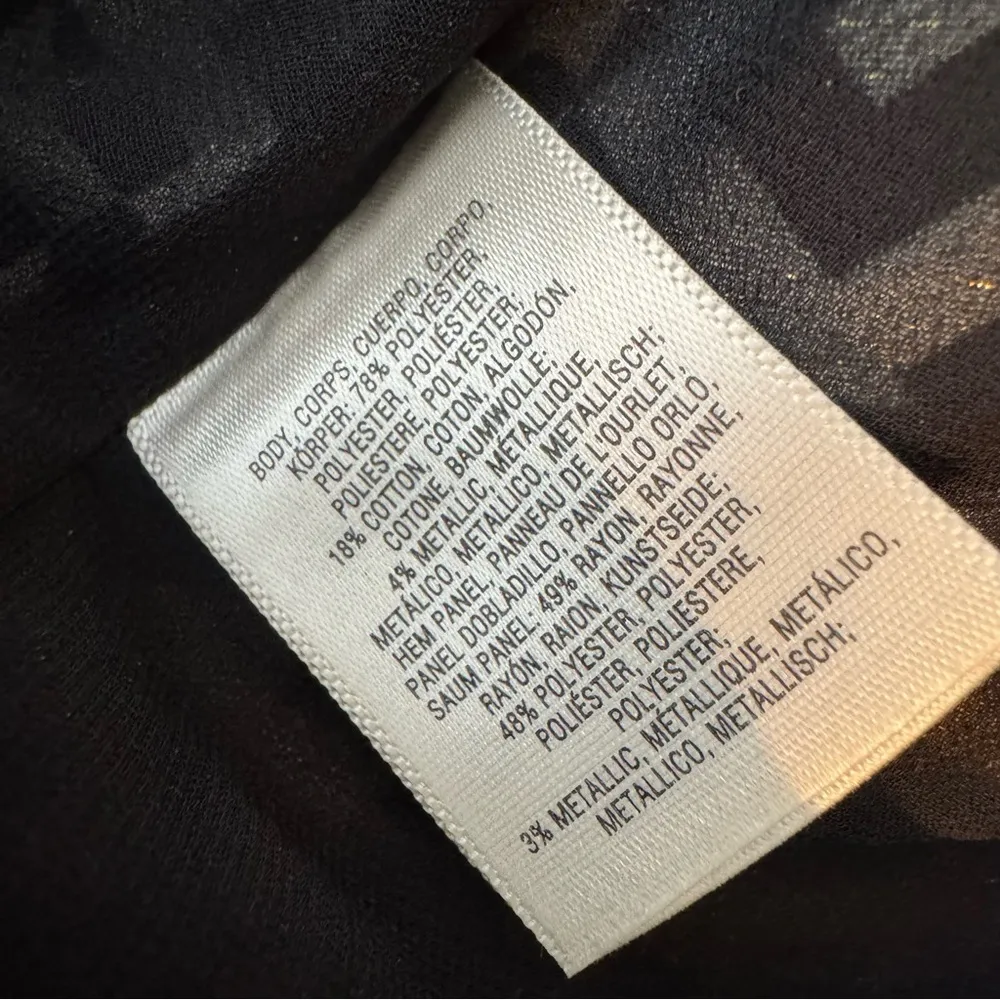 BODY, CORPS, CUERPO, CORPO,
KÖRPER: 78% POLYESTER,
POLYESTER, POLIÉSTER,
POLIESTERE, POLYESTER,
18% COTTON, COTON, ALGODÓN,
COTONE, BAUMWOLLE;
4% METALLIC, METALLIQUE,
METÁLICO, METALLICO, METALLISCH;
HEM PANEL, PANNEAU DE L'OURLET,
PANEL DOBLADILLO, PANNELLO ORLO,
SAUM PANEL: 49% RAYON, RAYONNE,
RAYÓN, RAION, KUNSTSEIDE;
48% POLYESTER, POLYESTER,
POLIÉSTER, POLIESTERE,
POLYESTER;
3% METALLIC, METALLIQUE, METÁLICO,
METALLICO, METALLISCH;